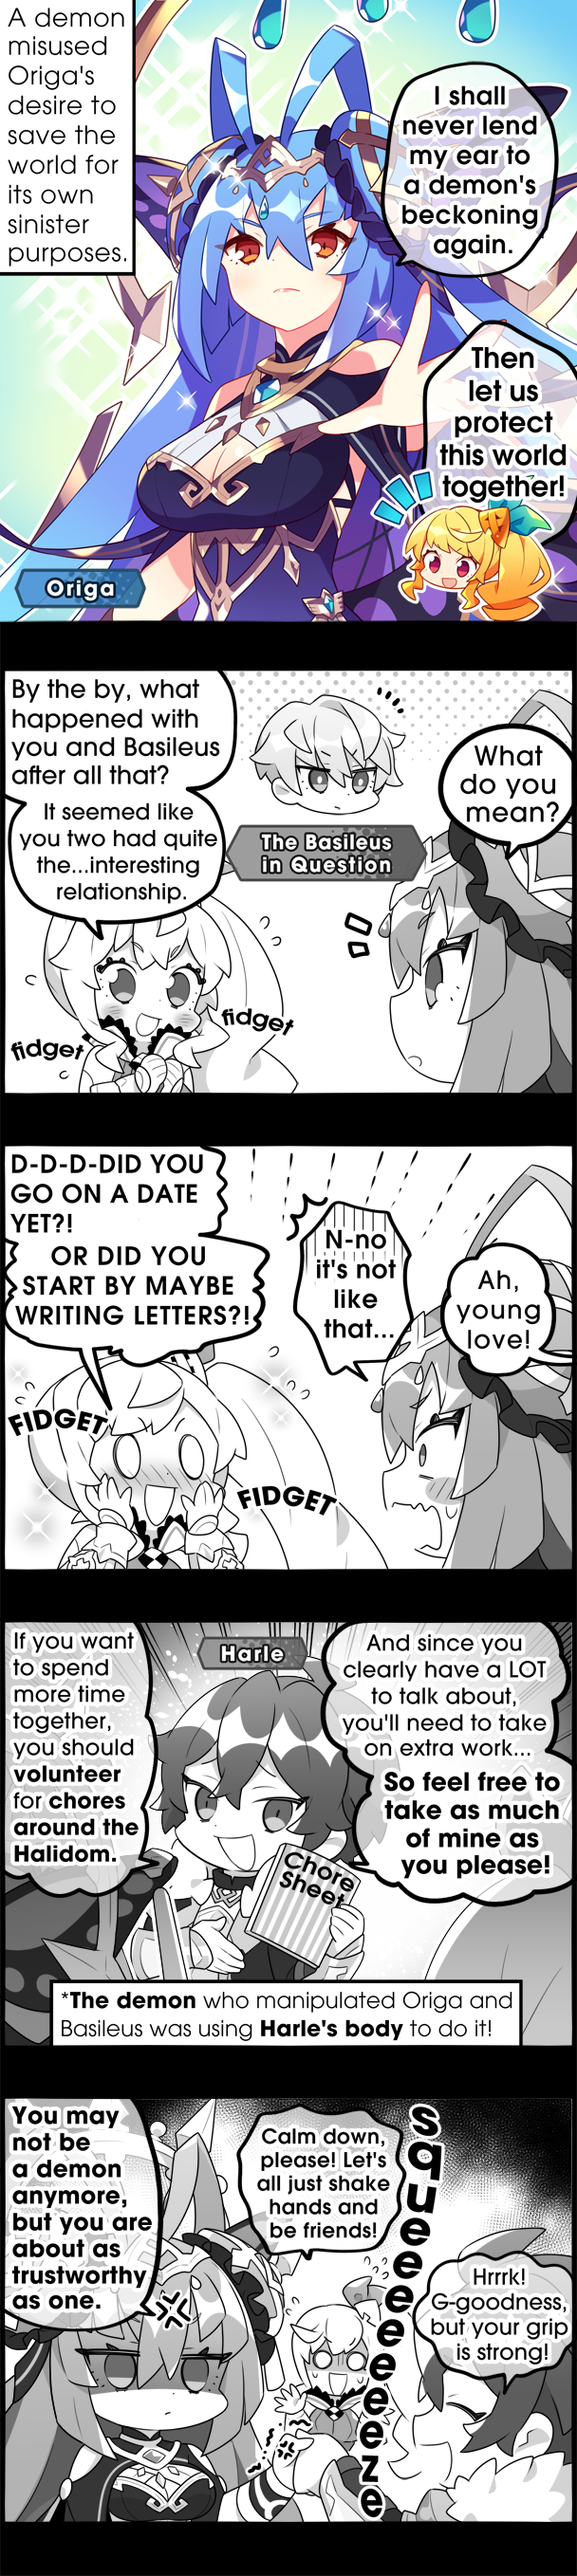 A demon
misused
Origa's
desire to
save the
world for
its own
sinister
purposes.
I shall
never lend
my ear to
a demon's
beckoning
again.
Then
let us
protect
this world
together!
Origa
By the by, what
happened with
you and Basileus
after all that?
It seemed like
you two had quite
the...interesting
relationship.
The Basileus
in Question
What
do you
mean?
fidget
fidget
D-D-D-DID YOU
GO ON A DATE
YET?!
OR DID YOU
START BY MAYBE
WRITING LETTERS?!
N-no
it's not
like
that...
Ah,
young
love!
FIDGET
FIDGET
If you want
to spend
more time
together,
you should
volunteer
for chores
around the
Halidom.
Harle
And since you
clearly have a LOT
to talk about,
you'll need to take
on extra work...
So feel free to
take as much
of mine as
you please!
Chore
Sheet
*The demon who manipulated Origa and
Basileus was using Harle's body to do it!
You may
not be
a demon
anymore,
but you are
about as
trustworthy
as one.
Calm down,
please! Let's
all just shake
hands and
be friends!
squeeeeeeeeze
Hrrrk!
G-goodness,
but your grip
is strong!